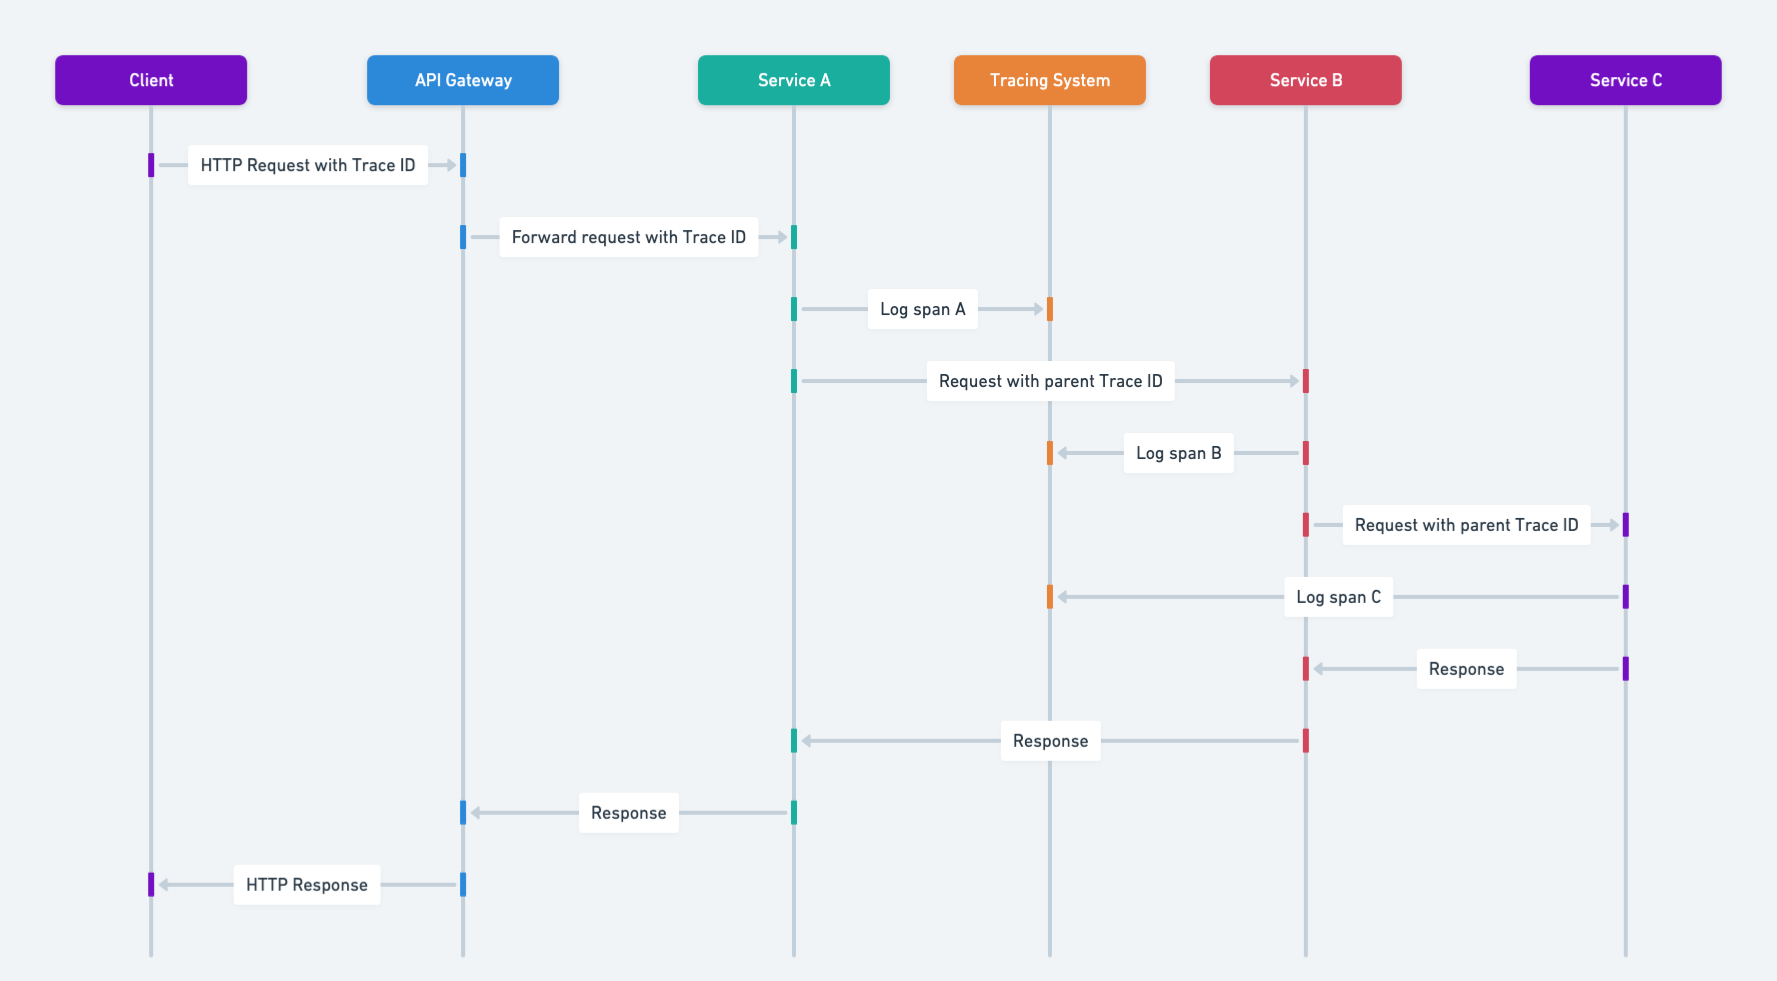 Client
API Gateway
Service A
Tracing System
Service B
Service C
HTTP Request with Trace ID
Forward request with Trace ID
Log span A
Request with parent Trace ID
Log span B
Request with parent Trace ID
Log span C
Response
Response
Response
HTTP Response